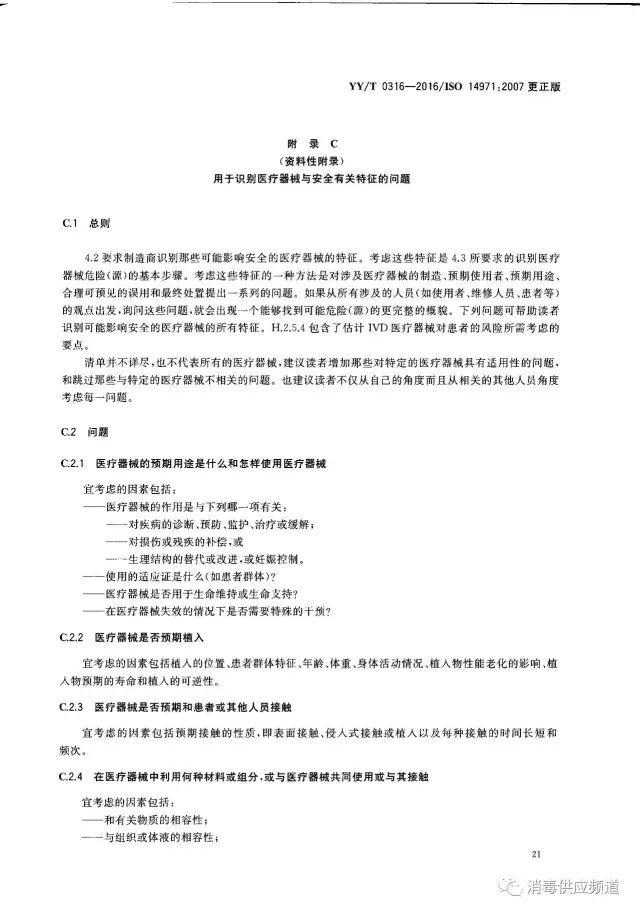 YY/T 0316—2016/ISO 14971:2007 更正版
附 录 C
(资料性附录)
用于识别医疗器械与安全有关特征的问题
C.1 总则
4.2 要求制造商识别那些可能影响安全的医疗器械的特征。考虑这些特征是 4.3 所要求的识别医疗
器械危险(源)的基本步骤。考虑这些特征的一种方法是对涉及医疗器械的制造、预期使用者、预期用途、
合理可预见的误用和最终处置提出一系列的问题。如果从所有涉及的人员(如使用者、维修人员、患者等)
的观点出发,询问这些问题,就会出现一个能够找到可能危险(源)的更完整的概貌。下列问题可帮助读者
识别可能影响安全的医疗器械的所有特征。H.2.5.4 包含了估计 IVD 医疗器械对患者的风险所需考虑的
要点。
清单并不详尽,也不代表所有的医疗器械,建议读者增加那些对特定的医疗器械具有适用性的问题,
和跳过那些与特定的医疗器械不相关的问题。也建议读者不仅从自己的角度而且从相关的其他人员角度
考虑每一问题。
C.2 问题
C.2.1 医疗器械的预期用途是什么和怎样使用医疗器械
宜考虑的因素包括:
——医疗器械的作用是与下列哪一项有关:
——对疾病的诊断、预防、监护、治疗或缓解;
——对损伤或残疾的补偿,或
——生理结构的替代或改进,或妊娠控制。
——使用的适应证是什么(如患者群体)?
——医疗器械是否用于生命维持或生命支持?
——在医疗器械失效的情况下是否需要特殊的干预?
C.2.2 医疗器械是否预期植入
宜考虑的因素包括植入的位置、患者群体特征、年龄、体重、身体活动情况、植入物性能老化的影响、植
入物预期的寿命和植入的可逆性。
C.2.3 医疗器械是否预期和患者或其他人员接触
宜考虑的因素包括预期接触的性质,即表面接触、侵入式接触或植入以及每种接触的时间长短和
频次。
C.2.4 在医疗器械中利用何种材料或组分,或与医疗器械共同使用或与其接触
宜考虑的因素包括:
——和有关物质的相容性;
——与组织或体液的相容性;
21
消毒供应频道